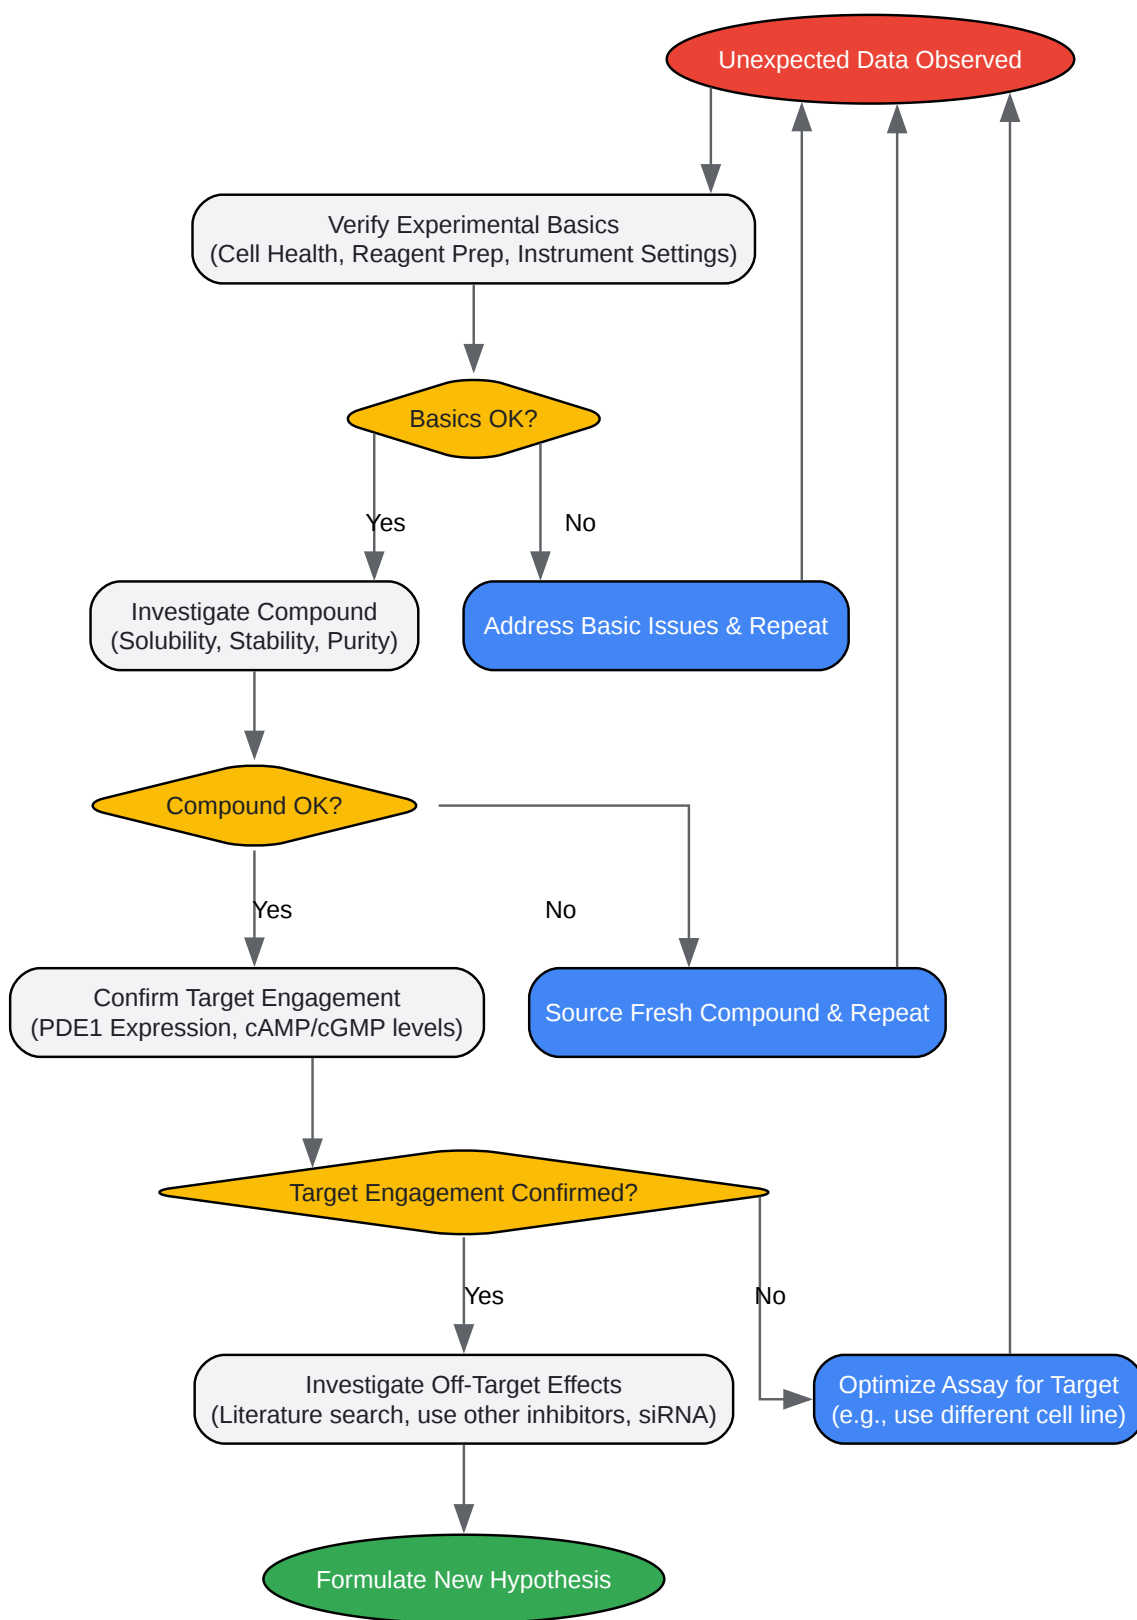 Unexpected Data Observed
Verify Experimental Basics
(Cell Health, Reagent Prep, Instrument Settings)
Basics OK?
Yes
No
Investigate Compound
(Solubility, Stability, Purity)
Address Basic Issues & Repeat
Compound OK?
Yes
No
Confirm Target Engagement
(PDE1 Expression, cAMP/cGMP levels)
Source Fresh Compound & Repeat
Target Engagement Confirmed?
Yes
No
Investigate Off-Target Effects
(Literature search, use other inhibitors, siRNA)
Optimize Assay for Target
(e.g., use different cell line)
Formulate New Hypothesis